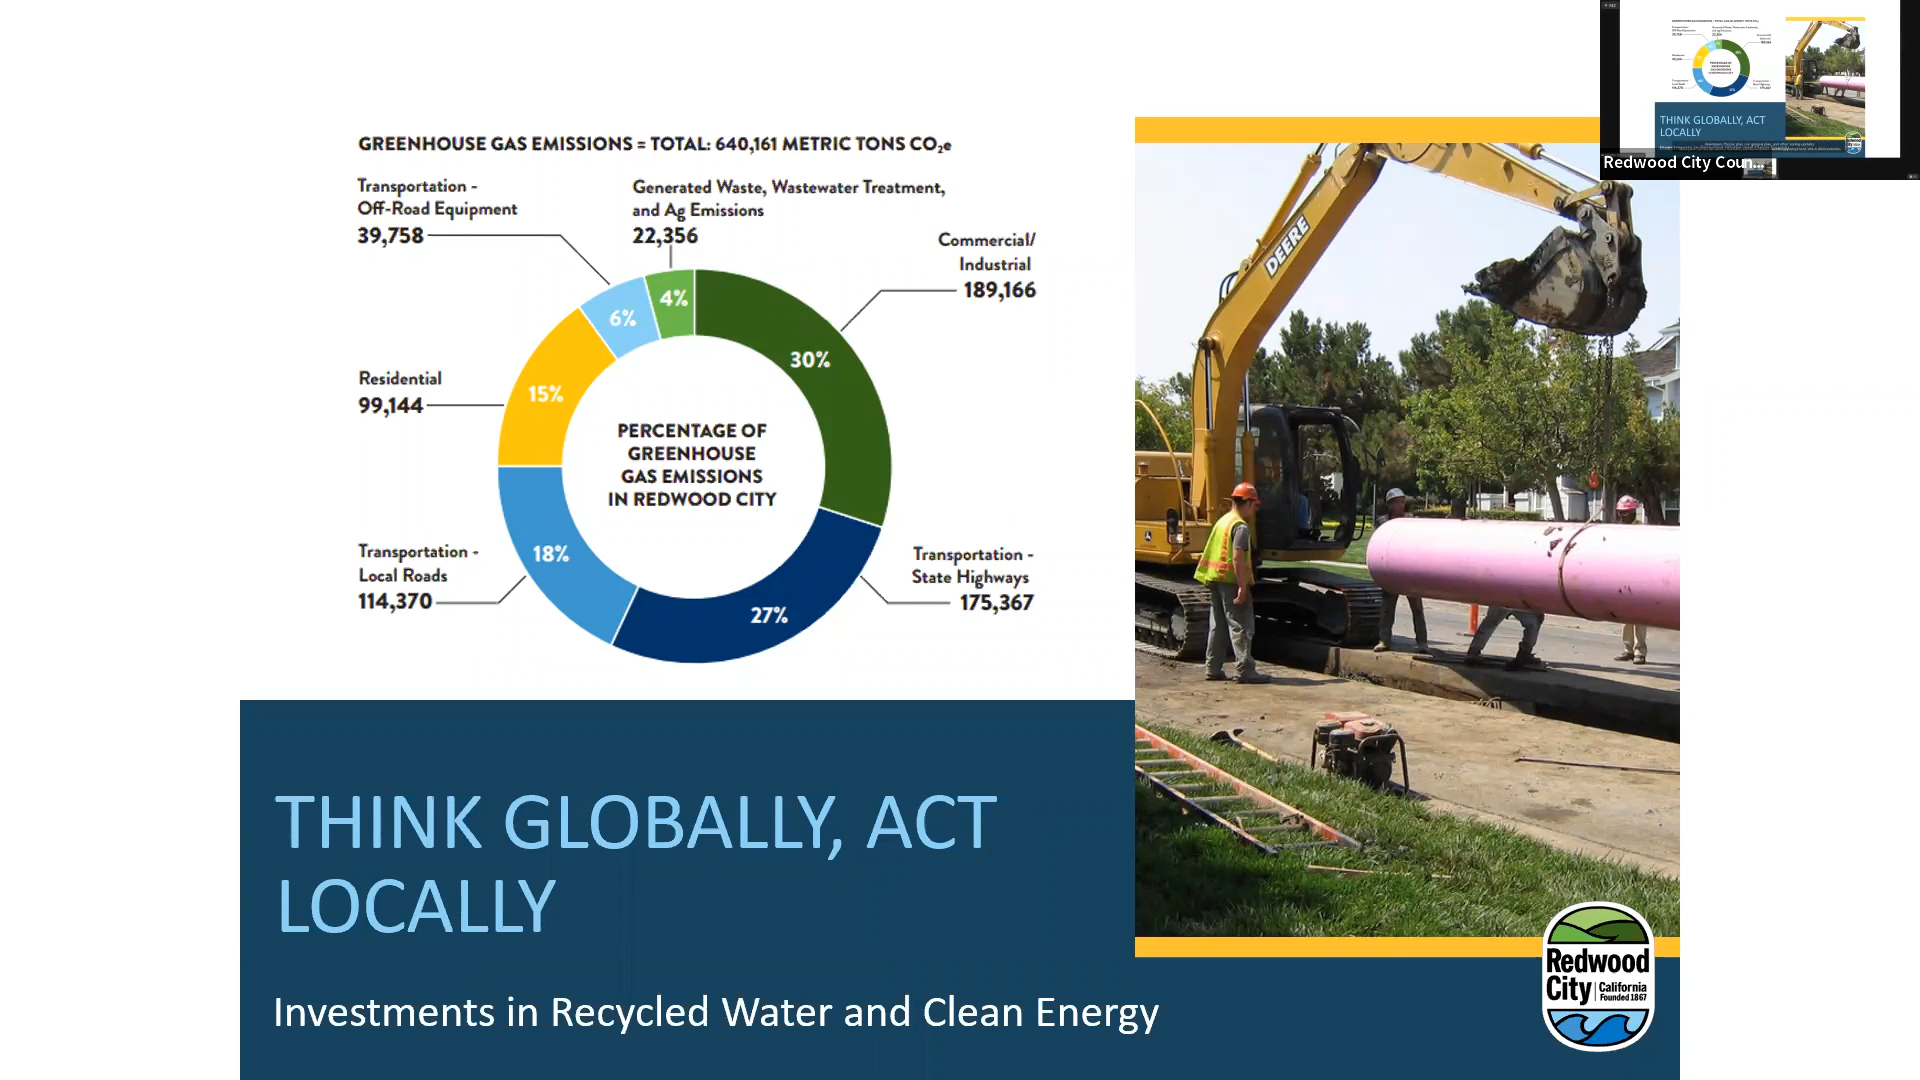 GREENHOUSE GAS EMISSIONS = TOTAL: 640,161 METRIC TONS CO₂e
Transportation -
Off-Road Equipment
39,758
Generated Waste, Wastewater Treatment,
and Ag Emissions
22,356
Commercial/
Industrial
189,166
4%
6%
30%
15%
Residential
99,144
PERCENTAGE OF
GREENHOUSE
GAS EMISSIONS
IN REDWOOD CITY
18%
27%
Transportation -
Local Roads
114,370
Transportation -
State Highways
175,367
DEERE
THINK GLOBALLY, ACT
LOCALLY
Investments in Recycled Water and Clean Energy
Redwood
City
California
Founded 1867
THINK GLOBALLY, ACT
LOCALLY
Redwood City Coun...